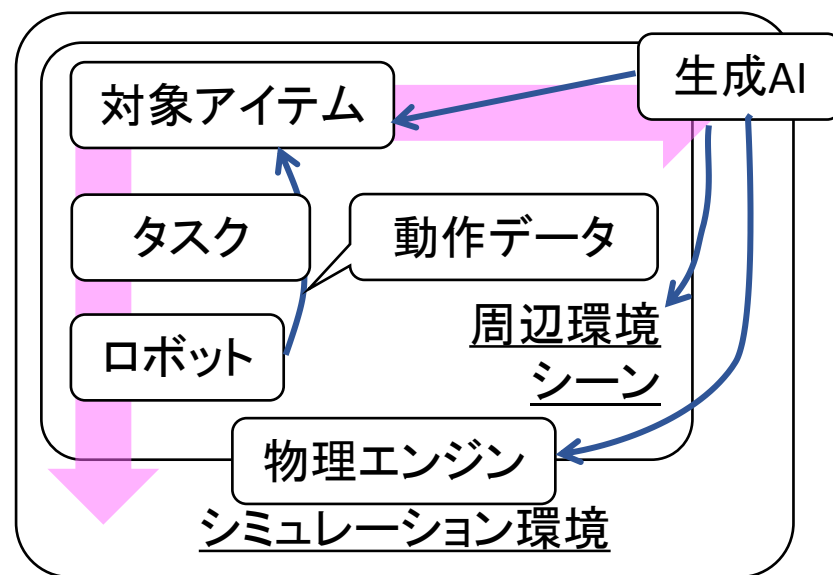 生成AI
対象アイテム
タスク
動作データ
ロボット
周辺環境
シーン
物理エンジン
シミュレーション環境